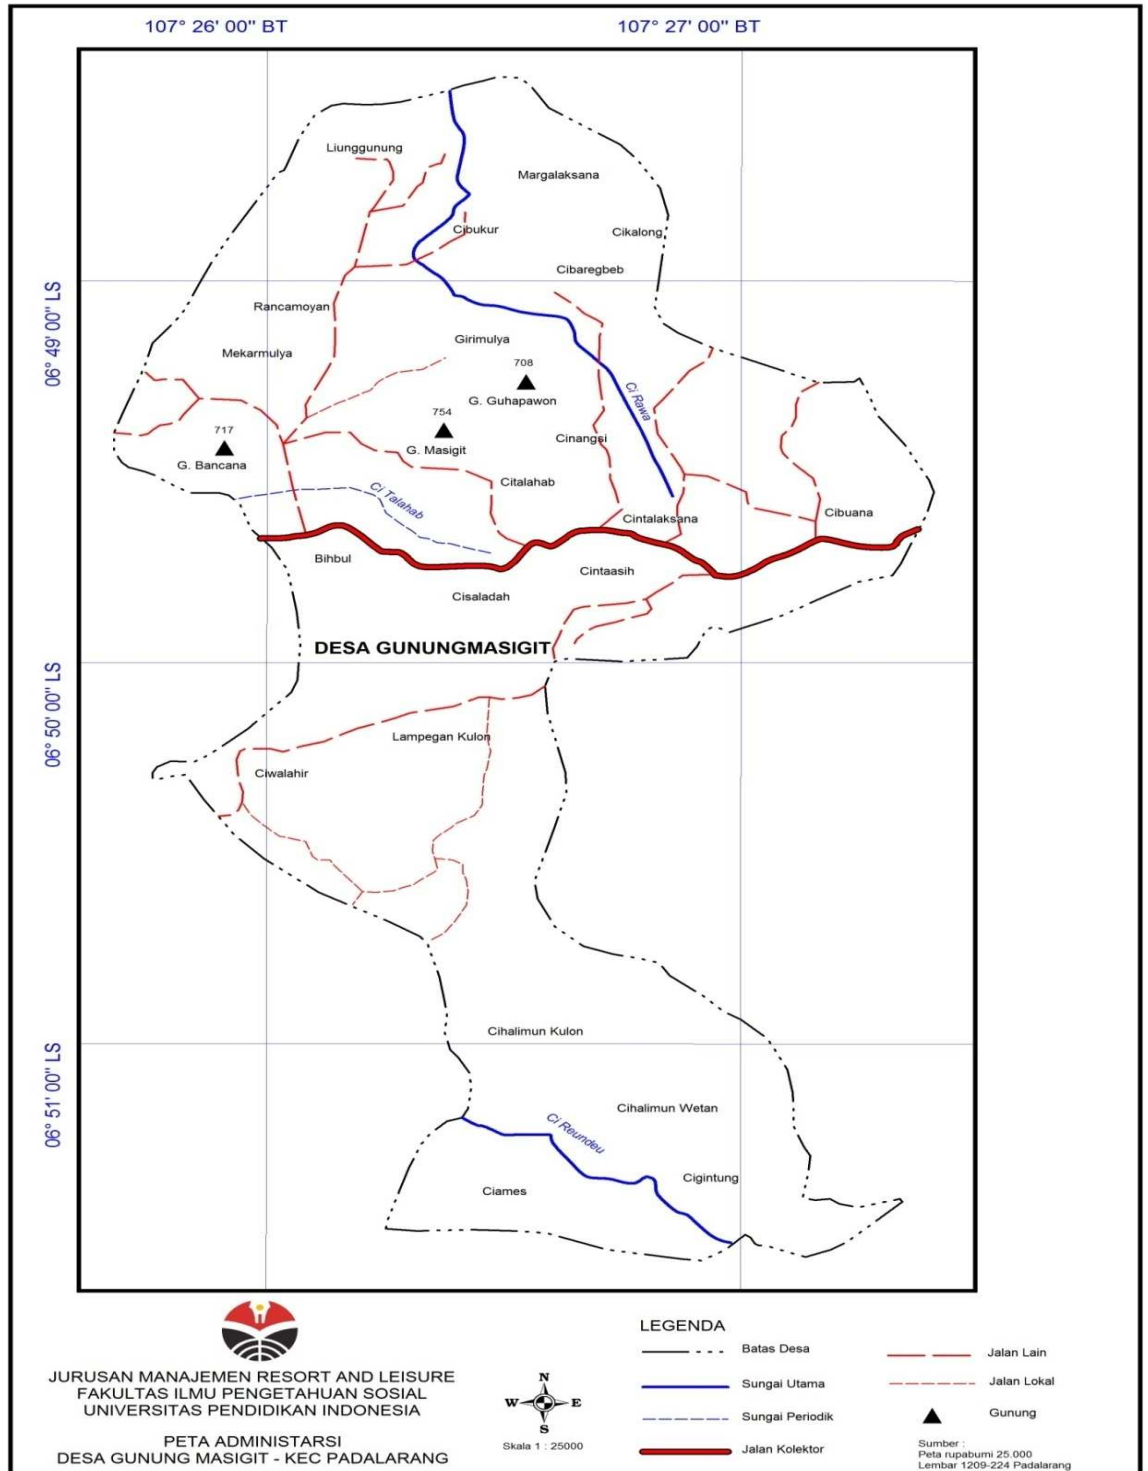 107° 26' 00" BT
107° 27' 00" BT
Liunggunung
Margalaksana
Cibukur
Cikalong
Cibaregbeb
06° 49' 00" LS
Rancamoyan
Girimulya
Mekarmulya
708
G. Guhapawon
Ci Rawa
754
G. Masigit
717
G. Bancana
Cinangsi
Citalahab
Ci Talahab
Cintalaksana
Cibuana
Bihbul
Cintaasih
Cisaladah
DESA GUNUNGMASIGIT
06° 50' 00" LS
Lampegan Kulon
Ciwalahir
Cihalimun Kulon
06° 51' 00" LS
Cihalimun Wetan
Ci Reundeu
Cigintung
Ciames
JURUSAN MANAJEMEN RESORT AND LEISURE
FAKULTAS ILMU PENGETAHUAN SOSIAL
UNIVERSITAS PENDIDIKAN INDONESIA
PETA ADMINISTARSI
DESA GUNUNG MASIGIT - KEC PADALARANG
N
W E
S
Skala 1 : 25000
LEGENDA
Batas Desa
Sungai Utama
Sungai Periodik
Jalan Kolektor
Jalan Lain
Jalan Lokal
Gunung
Sumber :
Peta rupabumi 25.000
Lembar 1209-224 Padalarang